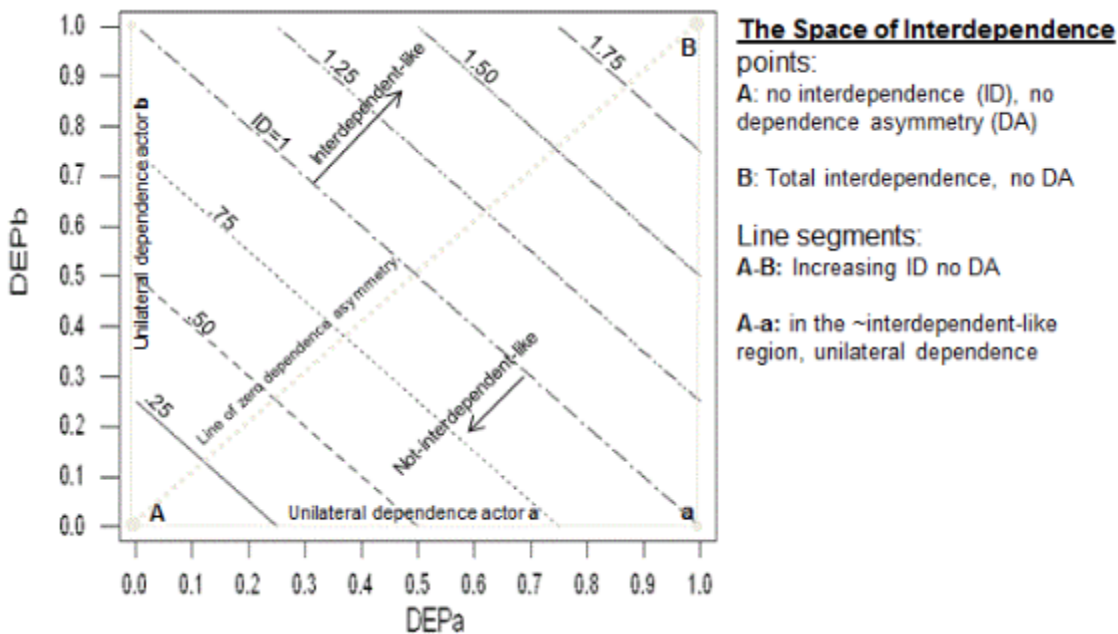 The Space of Interdependence
points:
A: no interdependence (ID), no
dependence asymmetry (DA)
B: Total interdependence, no DA
Line segments:
A-B: Increasing ID no DA
A-a: in the ~interdependent-like
region, unilateral dependence
DEPb
1.0
0.9
0.8
0.7
0.6
0.5
0.4
0.3
0.2
0.1
0.0
Unilateral dependence actor b
ID=1
Interdependent-like
1.25
1.50
1.75
B
.75
.50
.25
Line of zero dependence asymmetry.
Not-interdependent-like
A
Unilateral dependence actor a
a
0.0
0.1
0.2
0.3
0.4
0.5
0.6
0.7
0.8
0.9
1.0
DEPa